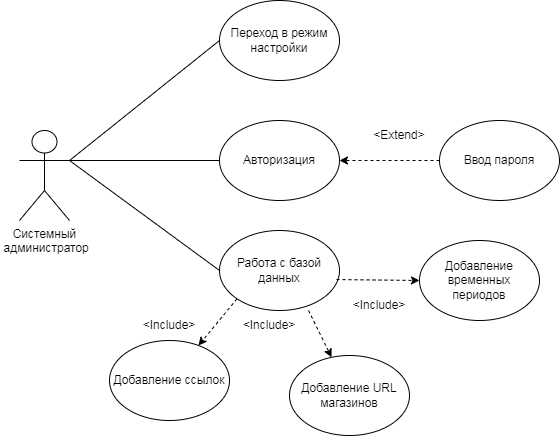 Переход в режим
настройки
<Extend>
Авторизация
Ввод пароля
Системный
администратор
Работа с базой
данных
Добавление
временных
периодов
<Include>
<Include>
<Include>
Добавление ссылок
Добавление URL
магазинов